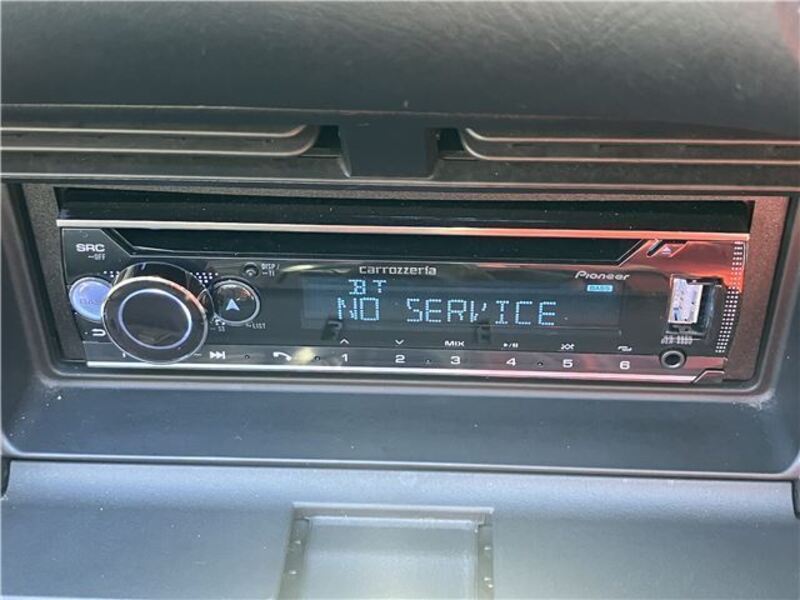 SRC
OFF
DISP
carrozzeria
Pioneer
BT
BASS
NO SERVICE
LIST
MIX
1 2 3 4 5 6